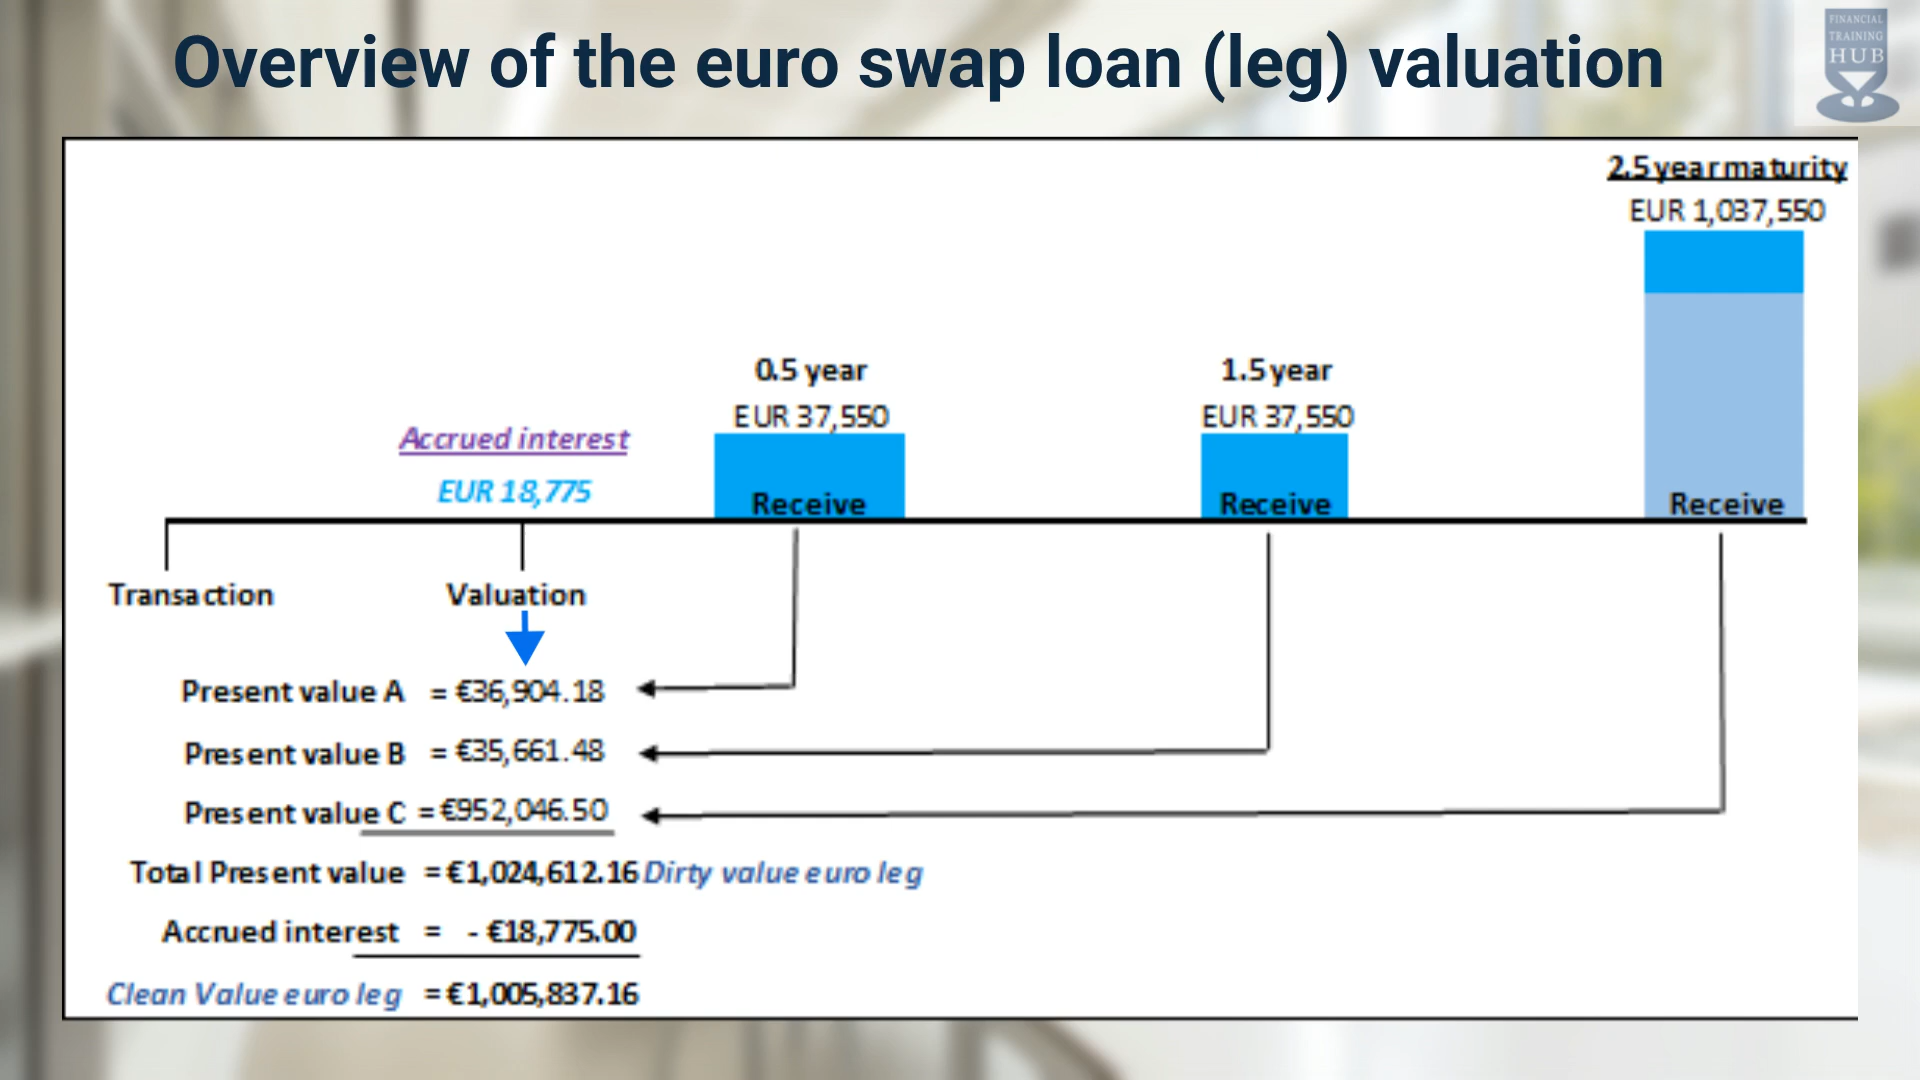 Overview of the euro swap loan (leg) valuation
FINANCIAL
TRAINING
HUB
2.5 year maturity
EUR 1,037,550
0.5 year
EUR 37,550
1.5 year
EUR 37,550
Accrued interest
EUR 18,775
Receive
Receive
Receive
Transaction
Valuation
Present value A = €36,904.18
Present value B = €35,661.48
Present value C = €952,046.50
Total Present value = €1,024,612.16 Dirty value euro leg
Accrued interest = - €18,775.00
Clean Value euro leg = €1,005,837.16